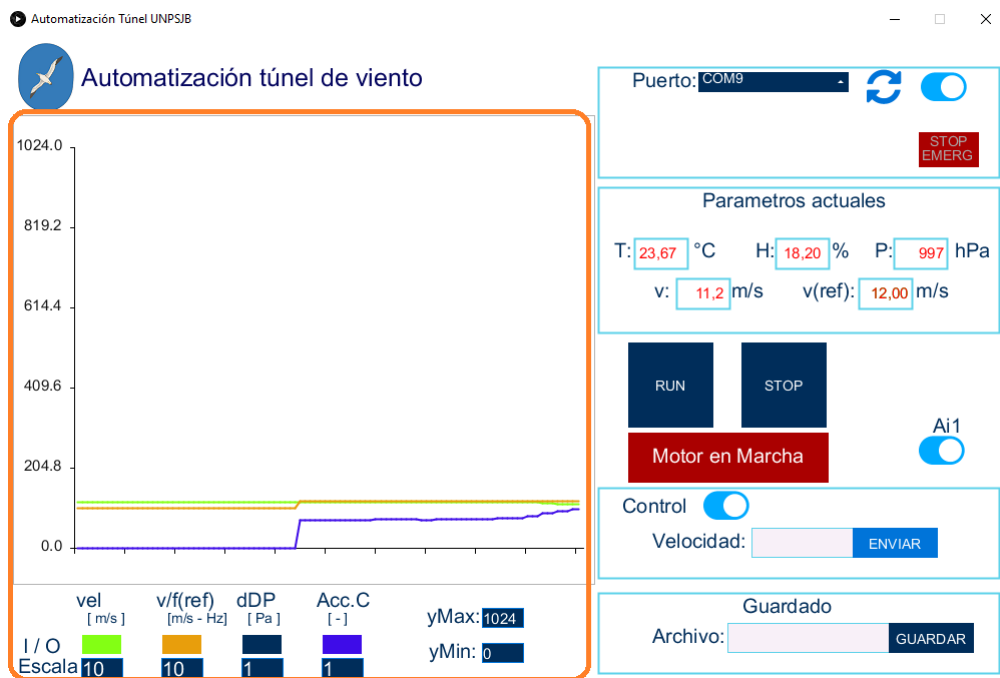 Automatización Túnel UNPSJB
Automatización túnel de viento
1024.0
819.2
614.4
409.6
204.8
0.0
vel v/f(ref) dDP Acc.C
[ m/s ] [m/s - Hz] [ Pa ] [ - ]
I / O
Escala 10 10 1 1
yMax: 1024
yMin: 0
Puerto: COM9
STOP
EMERG
Parametros actuales
T: 23,67 °C H: 18,20 % P: 997 hPa
v: 11,2 m/s v(ref): 12,00 m/s
RUN STOP
Motor en Marcha
Ai1
Control
Velocidad: ENVIAR
Guardado
Archivo: GUARDAR